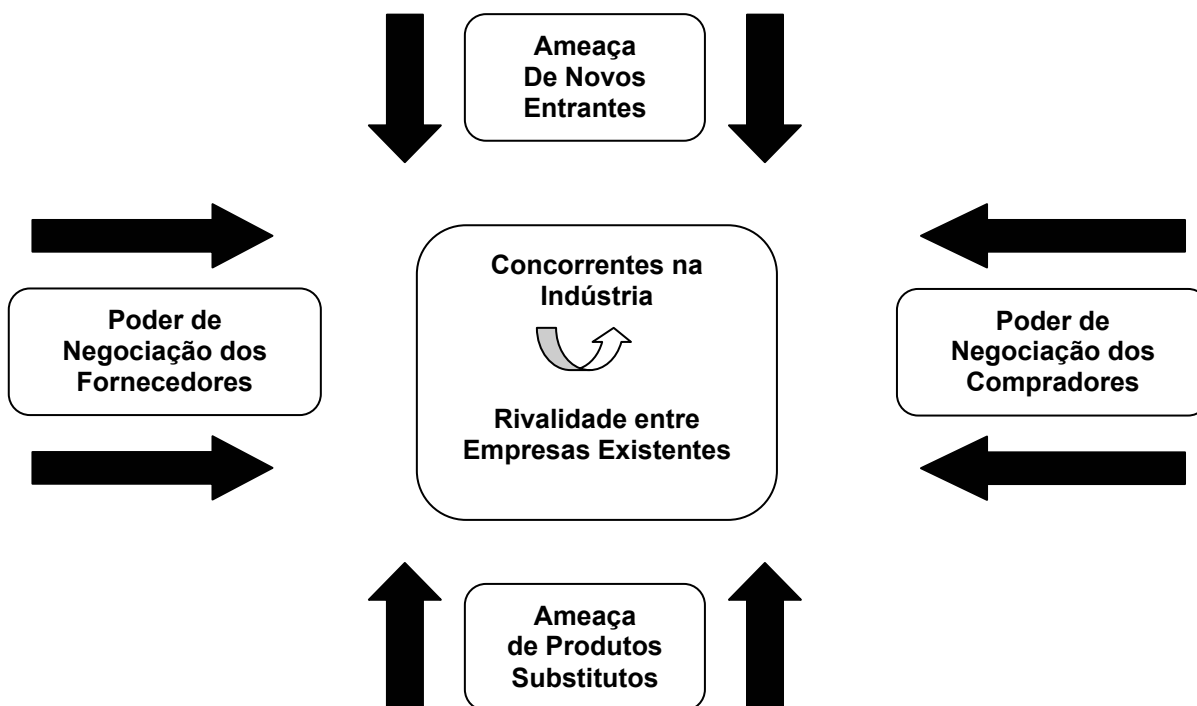 Ameaça
De Novos
Entrantes
Poder de
Negociação dos
Fornecedores
Concorrentes na
Indústria
Rivalidade entre
Empresas Existentes
Poder de
Negociação dos
Compradores
Ameaça
de Produtos
Substitutos